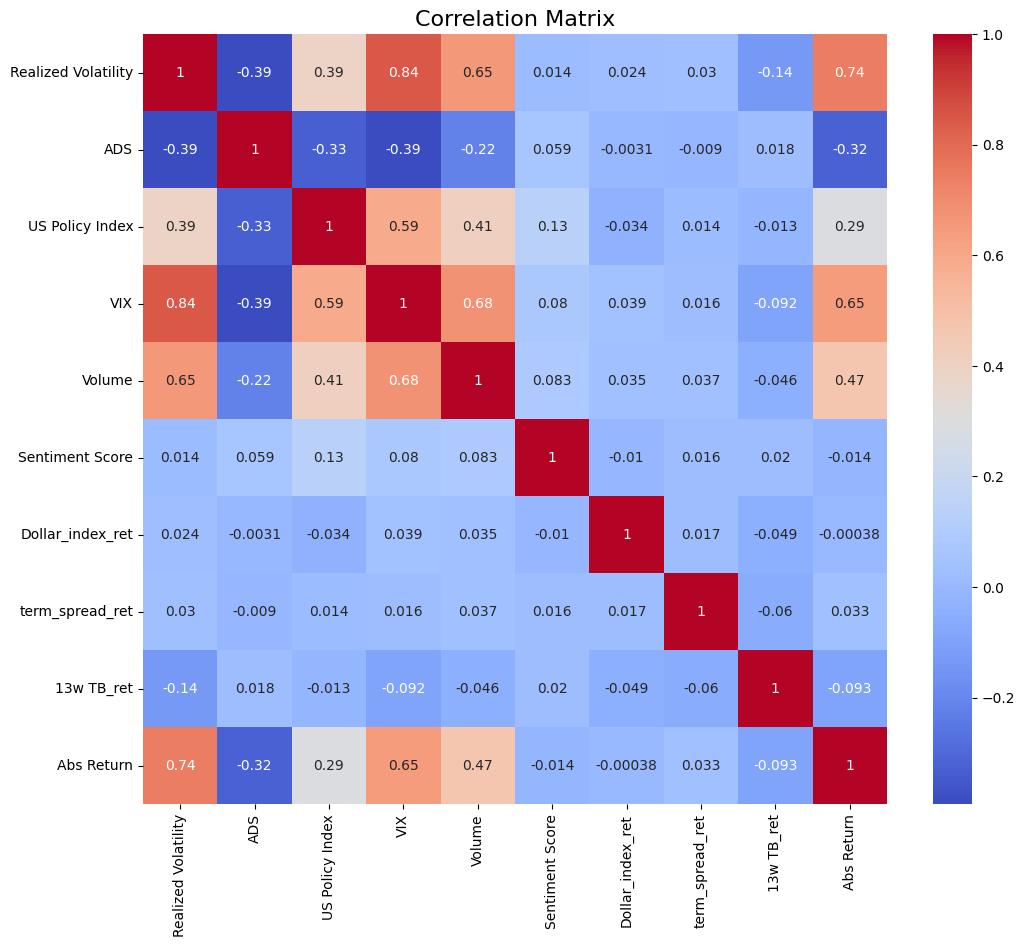 Correlation Matrix
Realized Volatility 1 -0.39 0.39 0.84 0.65 0.014 0.024 0.03 -0.14 0.74
ADS -0.39 1 -0.33 -0.39 -0.22 0.059 -0.0031 -0.009 0.018 -0.32
US Policy Index 0.39 -0.33 1 0.59 0.41 0.13 -0.034 0.014 -0.013 0.29
VIX 0.84 -0.39 0.59 1 0.68 0.08 0.039 0.016 -0.092 0.65
Volume 0.65 -0.22 0.41 0.68 1 0.083 0.035 0.037 -0.046 0.47
Sentiment Score 0.014 0.059 0.13 0.08 0.083 1 -0.01 0.016 0.02 -0.014
Dollar_index_ret 0.024 -0.0031 -0.034 0.039 0.035 -0.01 1 0.017 -0.049 -0.00038
term_spread_ret 0.03 -0.009 0.014 0.016 0.037 0.016 0.017 1 -0.06 0.033
13w TB_ret -0.14 0.018 -0.013 -0.092 -0.046 0.02 -0.049 -0.06 1 -0.093
Abs Return 0.74 -0.32 0.29 0.65 0.47 -0.014 -0.00038 0.033 -0.093 1
Realized Volatility
ADS
US Policy Index
VIX
Volume
Sentiment Score
Dollar_index_ret
term_spread_ret
13w TB_ret
Abs Return
1.0
0.8
0.6
0.4
0.2
0.0
−0.2